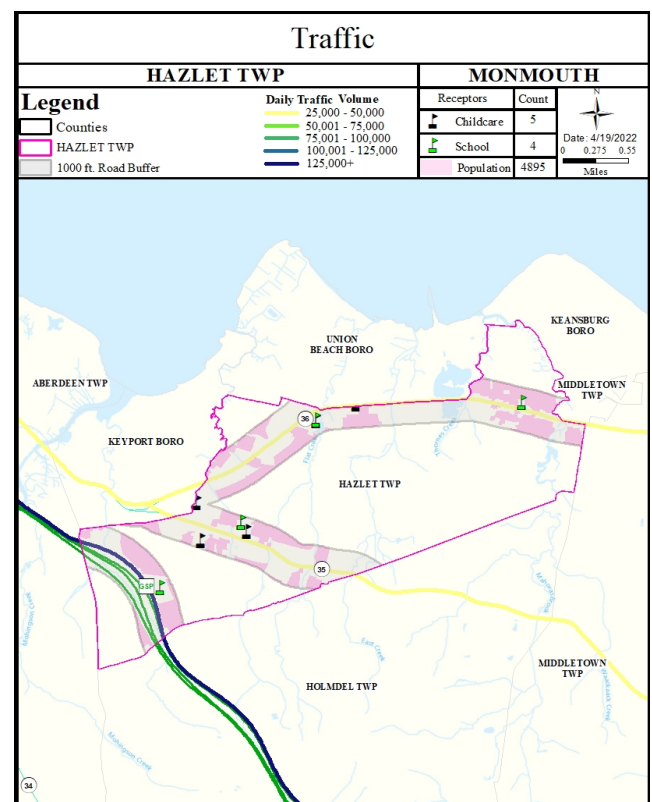 Traffic
HAZLET TWP
MONMOUTH
Legend
Counties
HAZLET TWP
1000 ft. Road Buffer
Daily Traffic Volume
25,000 - 50,000
50,001 - 75,000
75,001 - 100,000
100,001 - 125,000
125,000+
Receptors Count
Childcare 5
School 4
Population 4895
N
Date: 4/19/2022
0 0.275 0.55
Miles
KEANSBURG
BORO
UNION
BEACH BORO
ABERDEEN TWP
MIDDLETOWN
TWP
36
KEYPORT BORO
HAZLET TWP
35
GSP
East Creek
MIDDLETOWN
TWP
HOLMDEL TWP
34